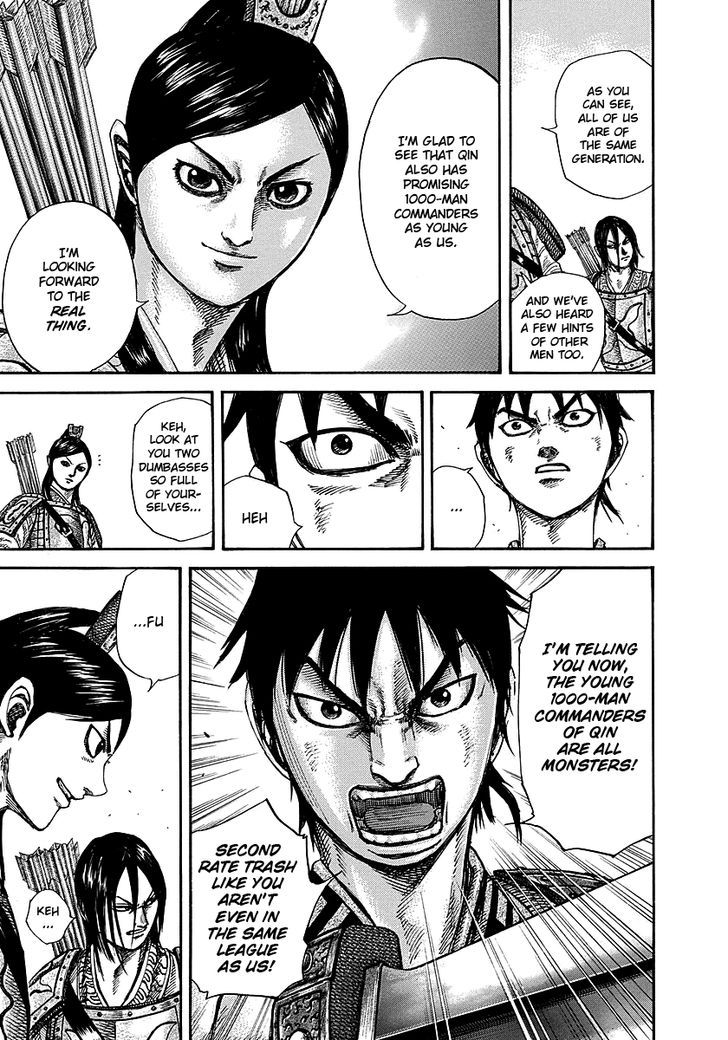 AS YOU
CAN SEE,
ALL OF US
ARE OF
THE SAME
GENERATION.
AND WE'VE
ALSO HEARD
A FEW HINTS
OF OTHER
MEN TOO.
I'M GLAD TO
SEE THAT QIN
ALSO HAS
PROMISING
1000-MAN
COMMANDERS
AS YOUNG
AS US.
I'M
LOOKING
FORWARD
TO THE
REAL
THING.
...
HEH
KEH,
LOOK AT
YOU TWO
DUMBASSES
SO FULL
OF YOUR-
SELVES...
I'M TELLING
YOU NOW,
THE YOUNG
1000-MAN
COMMANDERS
OF QIN
ARE ALL
MONSTERS!
SECOND
RATE TRASH
LIKE YOU
AREN'T
EVEN IN
THE SAME
LEAGUE
AS US!
...FU
KEH
...